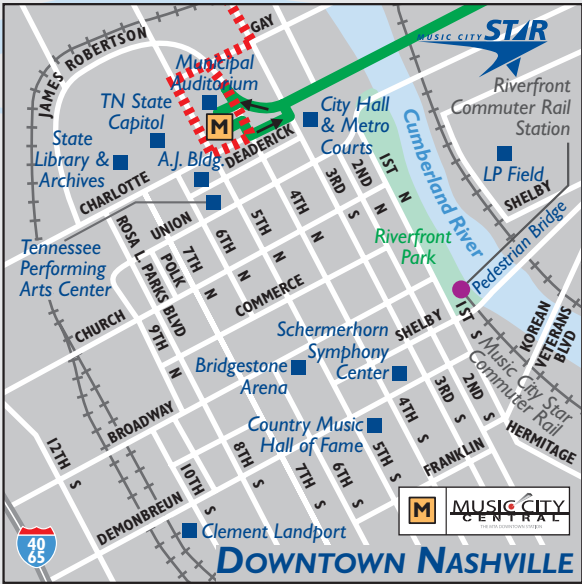 MUSIC CITY STAR
JAMES ROBERTSON
GAY
Municipal
Auditorium
TN State
Capitol
M
City Hall
& Metro
Courts
State
Library &
Archives
A.J. Bldg.
DEADERICK
CHARLOTTE
Riverfront
Commuter Rail
Station
Cumberland River
LP Field
SHELBY
1ST N
2ND N
3RD S
4TH N
5TH N
6TH N
7TH N
UNION
POLK
ROSA L. PARKS BLVD
9TH N
Tennessee
Performing
Arts Center
Riverfront
Park
Pedestrian Bridge
COMMERCE
CHURCH
Schermerhorn
Symphony
Center
SHELBY
1ST S
KOREAN
VETERANS
BLVD
Music City Star
Commuter Rail
Bridgestone
Arena
BROADWAY
Country Music
Hall of Fame
2ND S
3RD S
4TH S
5TH S
6TH S
7TH S
8TH S
10TH S
12TH S
FRANKLIN
HERMITAGE
DEMONBREUN
Clement Landport
M
MUSIC CITY
CENTRAL
40
65
DOWNTOWN NASHVILLE